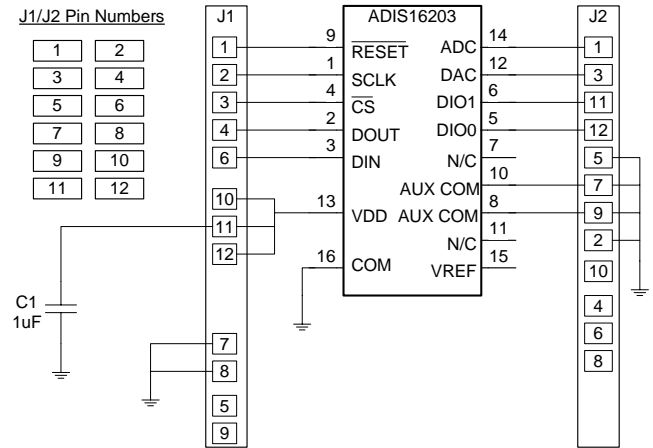 J1/J2 Pin Numbers
1 2
3 4
5 6
7 8
9 10
11 12
C1
1uF
J1
1
2
3
4
6
10
11
12
7
8
5
9
ADIS16203
9 RESET
1 SCLK
4 CS
2 DOUT
3 DIN
13 VDD
16 COM
ADC 14
DAC 12
DIO1 6
DIO0 5
N/C 7
AUX COM 10
AUX COM 8
N/C 11
VREF 15
J2
1
3
11
12
5
7
9
2
10
4
6
8